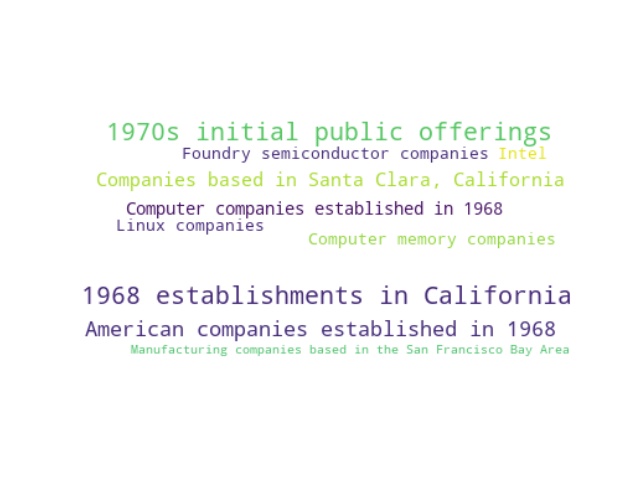 1970s initial public offerings
Foundry semiconductor companies Intel
Companies based in Santa Clara, California
Computer companies established in 1968
Linux companies
Computer memory companies
1968 establishments in California
American companies established in 1968
Manufacturing companies based in the San Francisco Bay Area